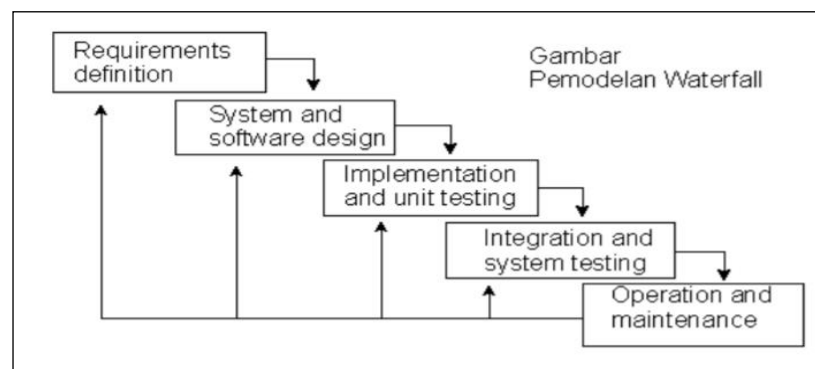 Requirements
definition
Gambar
Pemodelan Waterfall
System and
software design
Implementation
and unit testing
Integration and
system testing
Operation and
maintenance